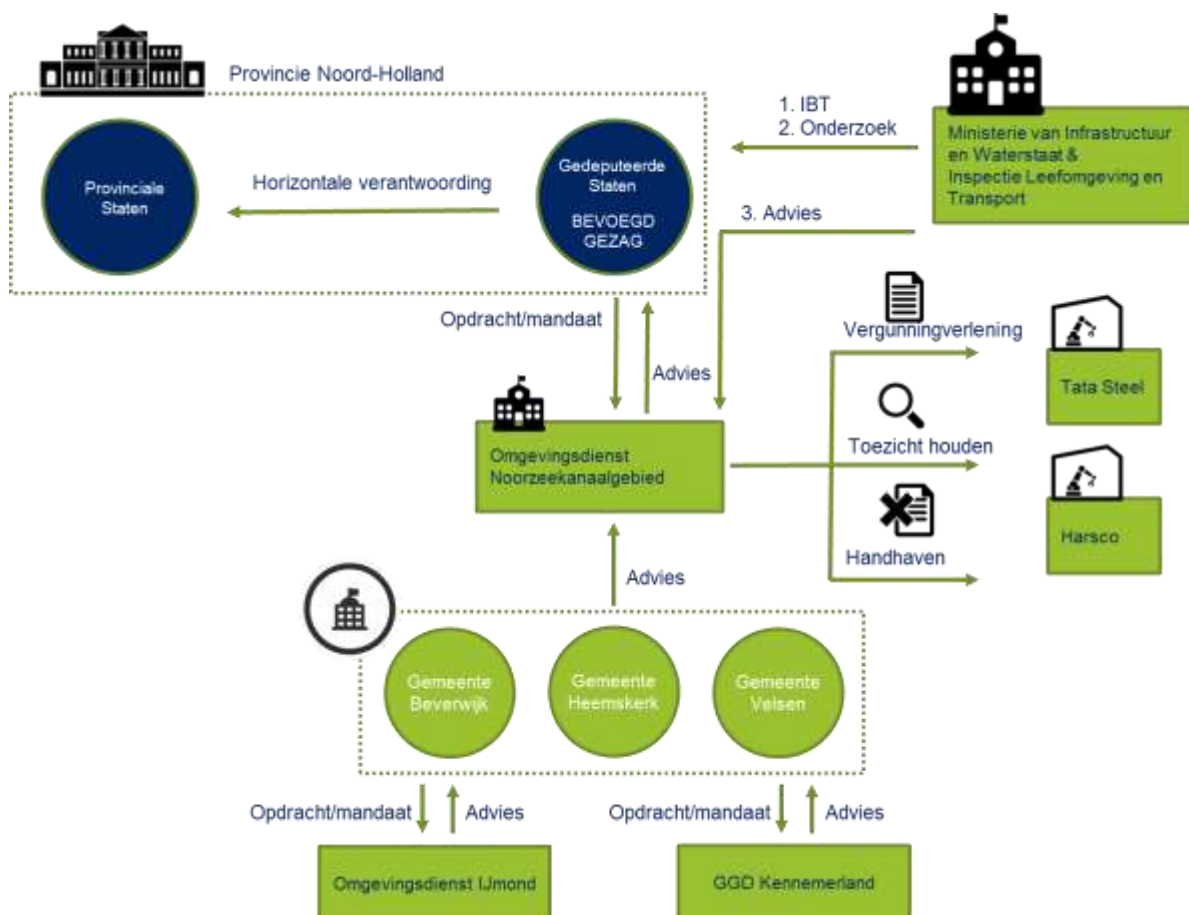 Provincie Noord-Holland
1. IBT
2. Onderzoek
Ministerie van Infrastructuur
en Waterstaat &
Inspectie Leefomgeving en
Transport
Provinciale
Staten
Horizontale verantwoording
Gedeputeerde
Staten
BEVOEGD
GEZAG
3. Advies
Opdracht/mandaat
Advies
Vergunningverlening
Tata Steel
Omgevingsdienst
Noorzeekanaalgebied
Toezicht houden
Harsco
Handhaven
Advies
Gemeente
Beverwijk
Gemeente
Heemskerk
Gemeente
Velsen
Opdracht/mandaat
Advies
Opdracht/mandaat
Advies
Omgevingsdienst IJmond
GGD Kennemerland